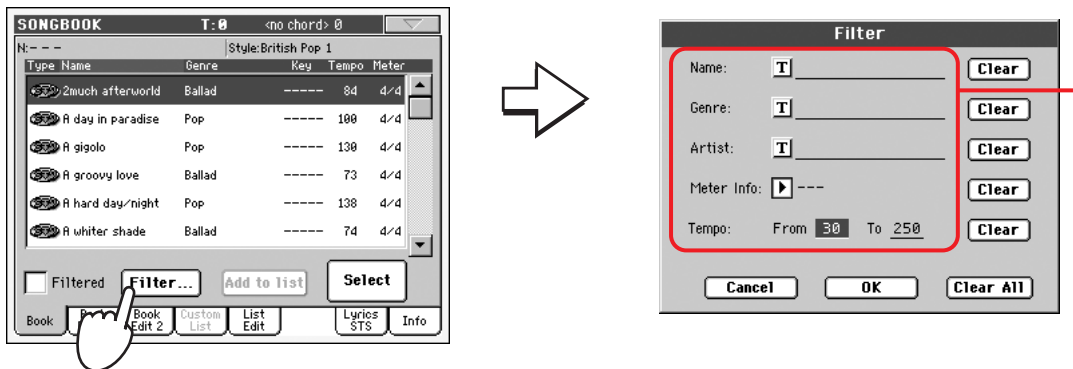 SONGBOOK T:0 <no chord> 0
N:--- Style:British Pop 1
Type Name Genre Key Tempo Meter
2much afterworld Ballad ----- 84 4/4
A day in paradise Pop ----- 100 4/4
A gigolo Pop ----- 130 4/4
A groovy love Ballad ----- 73 4/4
A hard day/night Pop ----- 138 4/4
A whiter shade Ballad ----- 74 4/4
Filtered Filter... Add to list Select
Book Book Edit 2 Custom List List Edit Lyrics STS Info
Filter
Name: T Clear
Genre: T Clear
Artist: T Clear
Meter Info: --- Clear
Tempo: From 30 To 250 Clear
Cancel OK Clear All